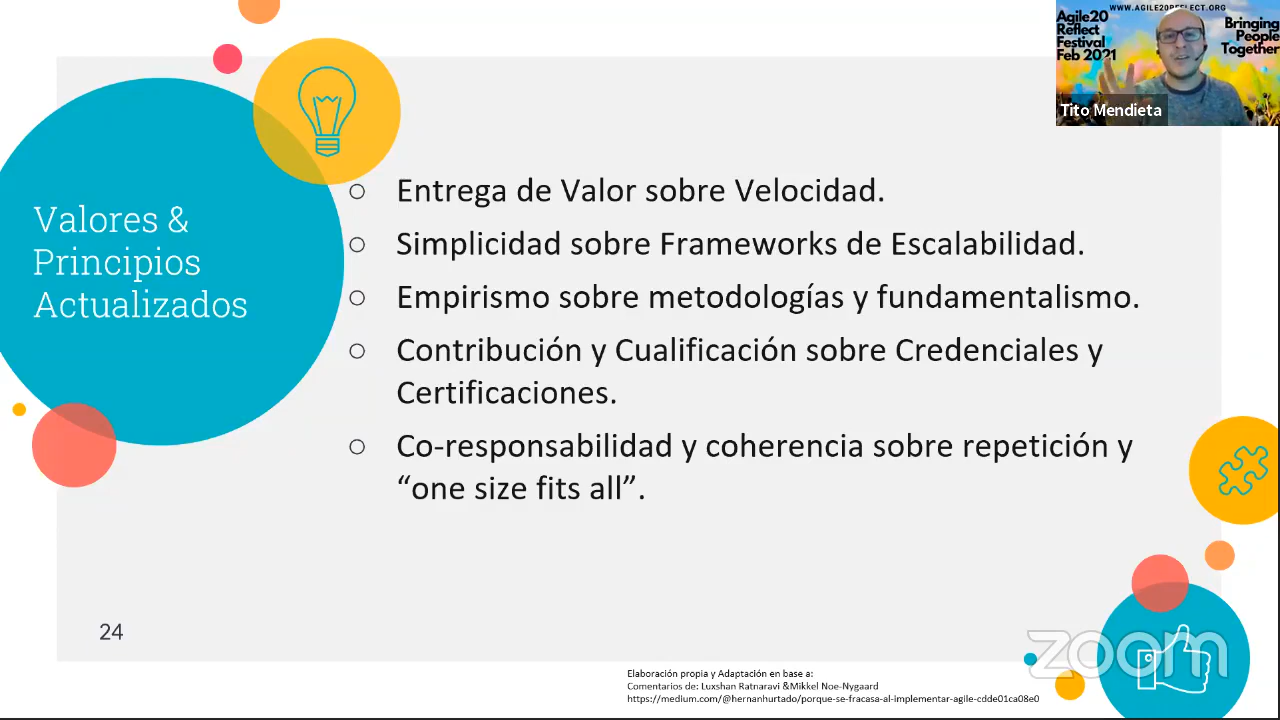 WWW.AGILE20REFLECT.ORG
Agile20
Reflect
Festival
Feb 2021
Bringing
People
Together
Tito Mendieta
Valores &
Principios
Actualizados
○ Entrega de Valor sobre Velocidad.
○ Simplicidad sobre Frameworks de Escalabilidad.
○ Empirismo sobre metodologías y fundamentalismo.
○ Contribución y Cualificación sobre Credenciales y
Certificaciones.
○ Co-responsabilidad y coherencia sobre repetición y
“one size fits all”.
24
zoom
Elaboración propia y Adaptación en base a:
Comentarios de: Luxshan Ratnaravi &Mikkel Noe-Nygaard
https://medium.com/@hernanhurtado/porque-se-fracasa-al-implementar-agile-cdde01ca08e0